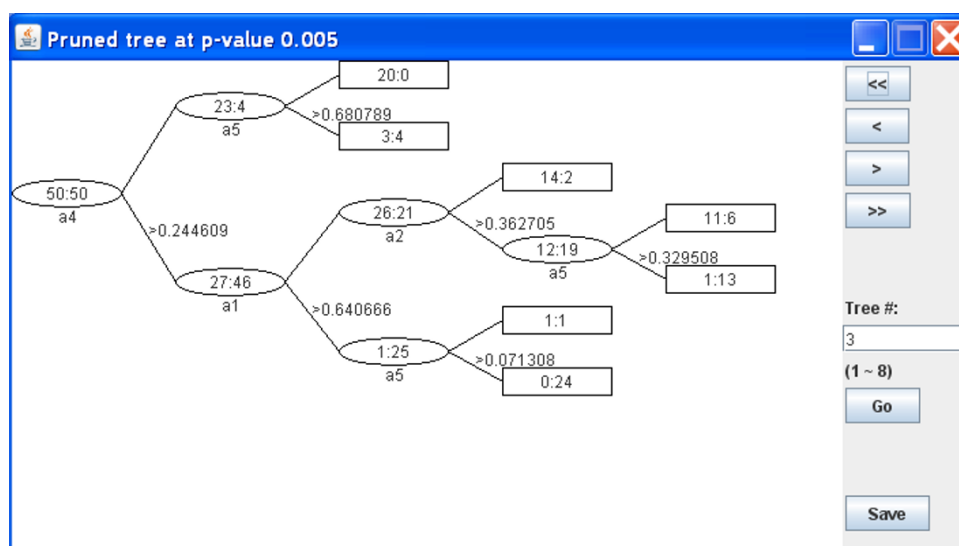 Pruned tree at p-value 0.005
20:0
<<
23:4
>0.680789
a5
3:4
<
>
14:2
50:50
a4
26:21
11:6
>>
>0.362705
a2
>0.244609
12:19
>0.329508
a5
27:46
1:13
a1
>0.640666
Tree #:
1:1
3
1:25
>0.071308
a5
0:24
(1 ~ 8)
Go
Save